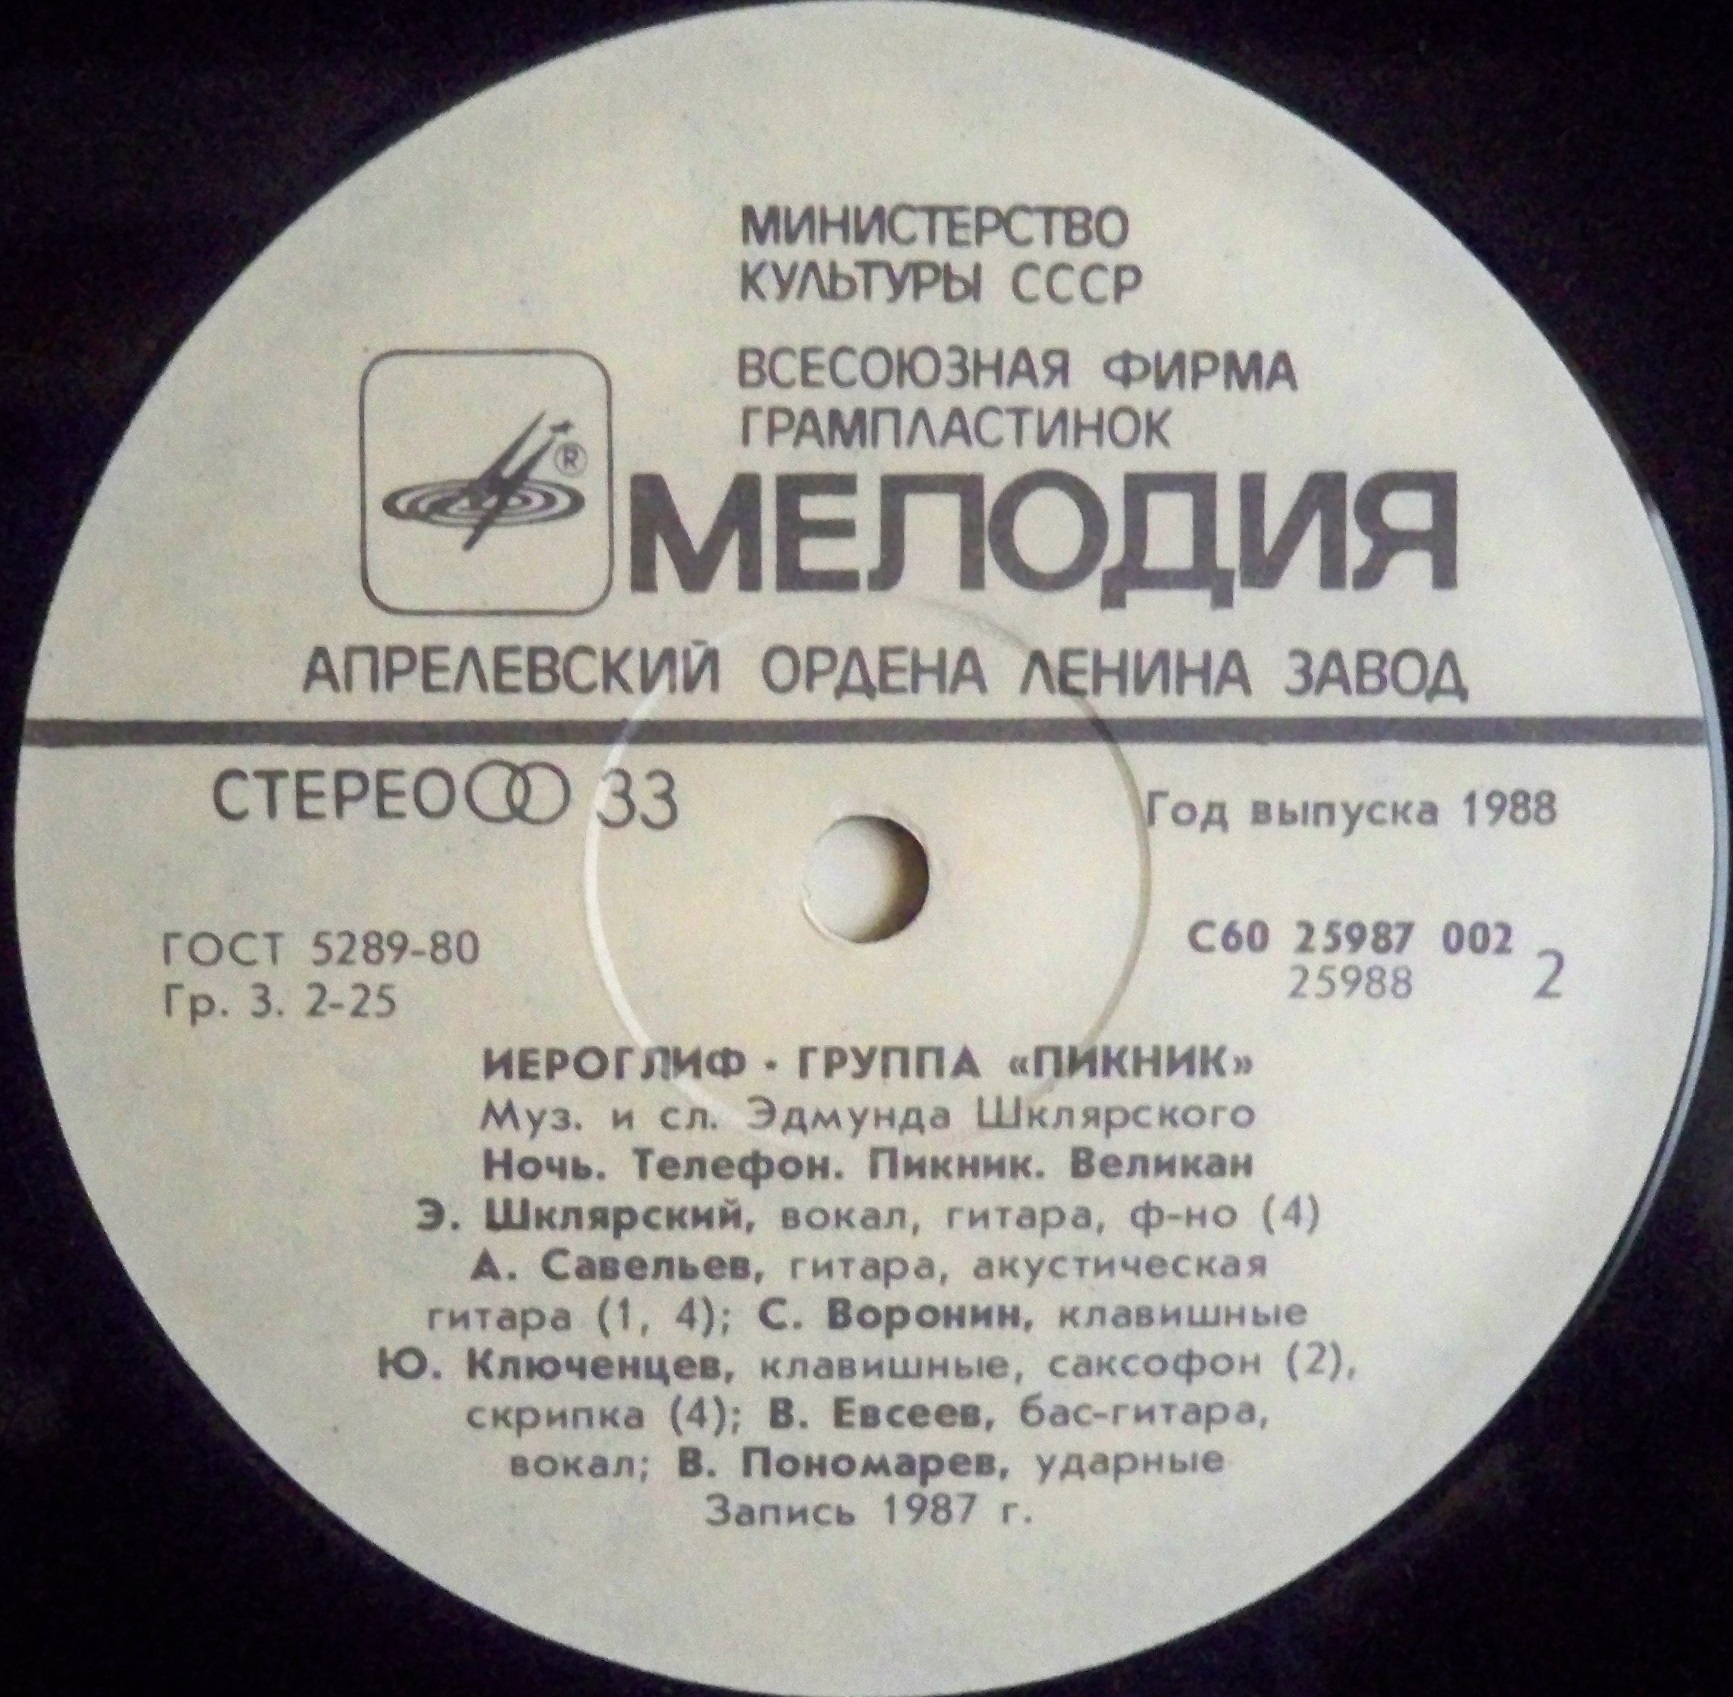 МИНИСТЕРСТВО
КУЛЬТУРЫ СССР
ВСЕСОЮЗНАЯ ФИРМА
ГРАМПЛАСТИНОК
®
МЕЛОДИЯ
АПРЕЛЕВСКИЙ ОРДЕНА ЛЕНИНА ЗАВОД
СТЕРЕО 33
Год выпуска 1988
ГОСТ 5289-80
Гр. 3. 2-25
С60 25987 002
25988 2
ИЕРОГЛИФ · ГРУППА «ПИКНИК»
Муз. и сл. Эдмунда Шклярского
Ночь. Телефон. Пикник. Великан
Э. Шклярский, вокал, гитара, ф-но (4)
А. Савельев, гитара, акустическая
гитара (1, 4); С. Воронин, клавишные
Ю. Ключенцев, клавишные, саксофон (2),
скрипка (4); В. Евсеев, бас-гитара,
вокал; В. Пономарев, ударные
Запись 1987 г.